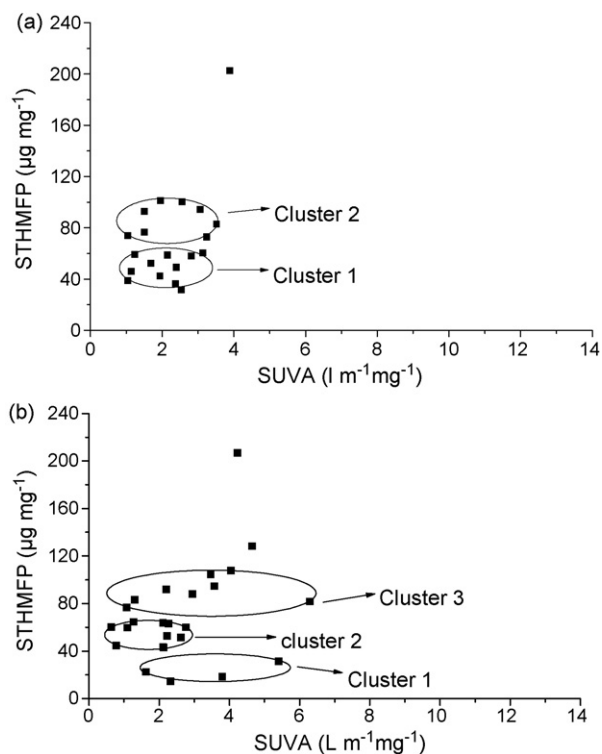 (a)
240
200
160
120
80
40
0
STHMFP (µg mg⁻¹)
Cluster 2
Cluster 1
0 2 4 6 8 10 12 14
SUVA (l m⁻¹mg⁻¹)
(b)
240
200
160
120
80
40
0
STHMFP (µg mg⁻¹)
Cluster 3
cluster 2
Cluster 1
0 2 4 6 8 10 12 14
SUVA (L m⁻¹mg⁻¹)